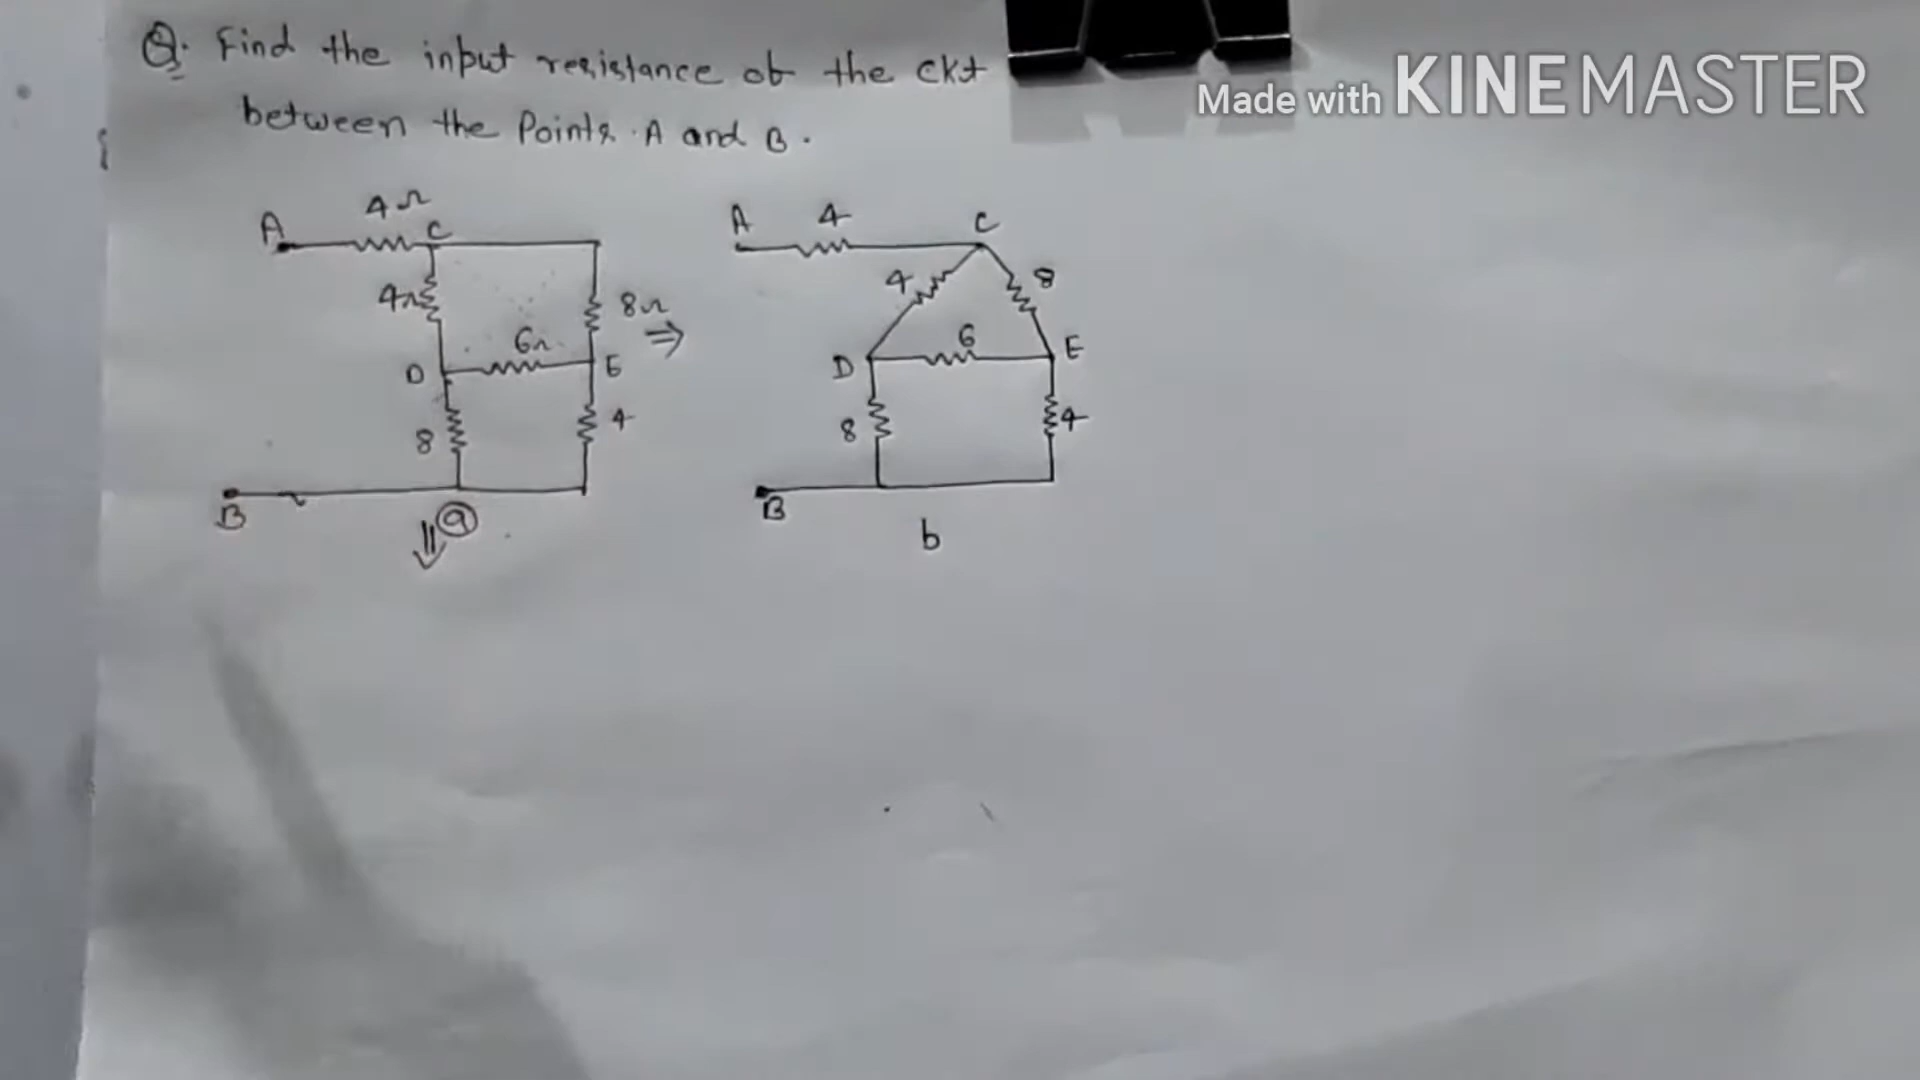 Q. Find the input resistance of the ckt
between the Points A and B.
Made with KINEMASTER
A 4Ω C
4Ω
8Ω
⇒
6Ω
D
E
8
4
B
a
⇓
A 4 C
4
8
6
D
E
8
4
B
b